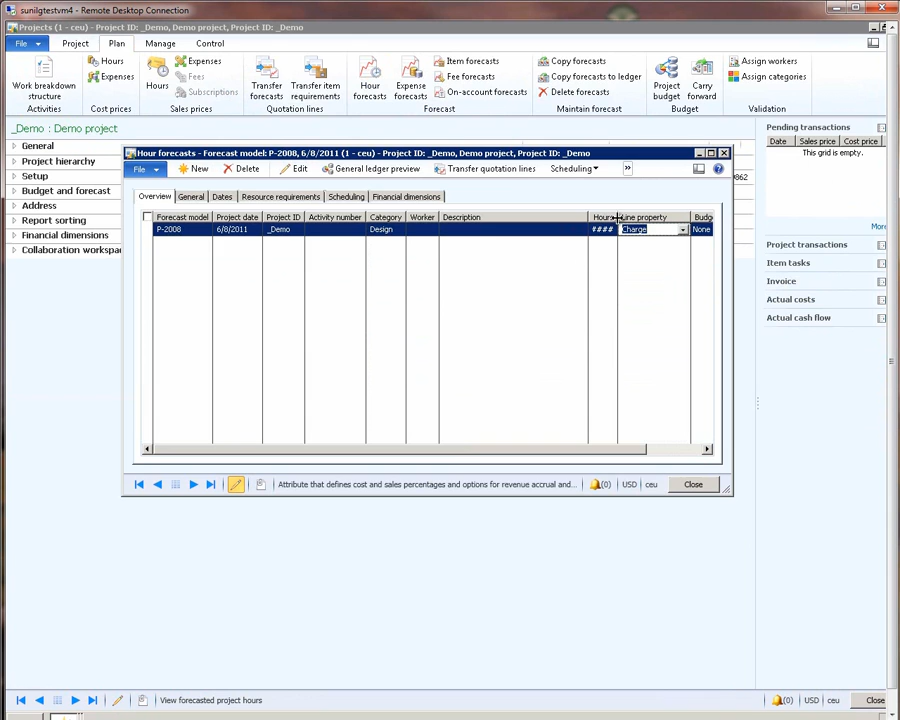 sunilgtestvm4 - Remote Desktop Connection
Projects (1 - ceu) - Project ID: _Demo, Demo project, Project ID: _Demo
File Project Plan Manage Control
Work breakdown structure
Activities
Hours
Expenses
Cost prices
Hours
Expenses
Fees
Subscriptions
Sales prices
Transfer forecasts
Transfer item requirements
Quotation lines
Hour forecasts
Expense forecasts
Item forecasts
Fee forecasts
On-account forecasts
Forecast
Copy forecasts
Copy forecasts to ledger
Delete forecasts
Maintain forecast
Project budget
Carry forward
Budget
Assign workers
Assign categories
Validation
_Demo : Demo project
General
Project hierarchy
Setup
Budget and forecast
Address
Report sorting
Financial dimensions
Collaboration workspa
9862
Pending transactions
Date Sales price Cost price
This grid is empty.
More
Project transactions
Item tasks
Invoice
Actual costs
Actual cash flow
Hour forecasts - Forecast model: P-2008, 6/8/2011 (1 - ceu) - Project ID: _Demo, Demo project, Project ID: _Demo
File New Delete Edit General ledger preview Transfer quotation lines Scheduling »
Overview General Dates Resource requirements Scheduling Financial dimensions
Forecast model Project date Project ID Activity number Category Worker Description Hours Line property Budg
P-2008 6/8/2011 _Demo Design #### Charge None
Attribute that defines cost and sales percentages and options for revenue accrual and... (0) USD ceu Close
View forecasted project hours (0) USD ceu Close